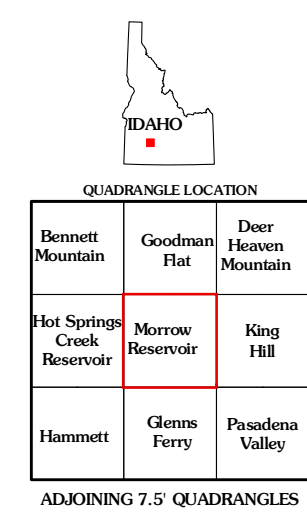 IDAHO
QUADRANGLE LOCATION
Bennett
Mountain
Goodman
Flat
Deer
Heaven
Mountain
Hot Springs
Creek
Reservoir
Morrow
Reservoir
King
Hill
Hammett
Glenns
Ferry
Pasadena
Valley
ADJOINING 7.5' QUADRANGLES